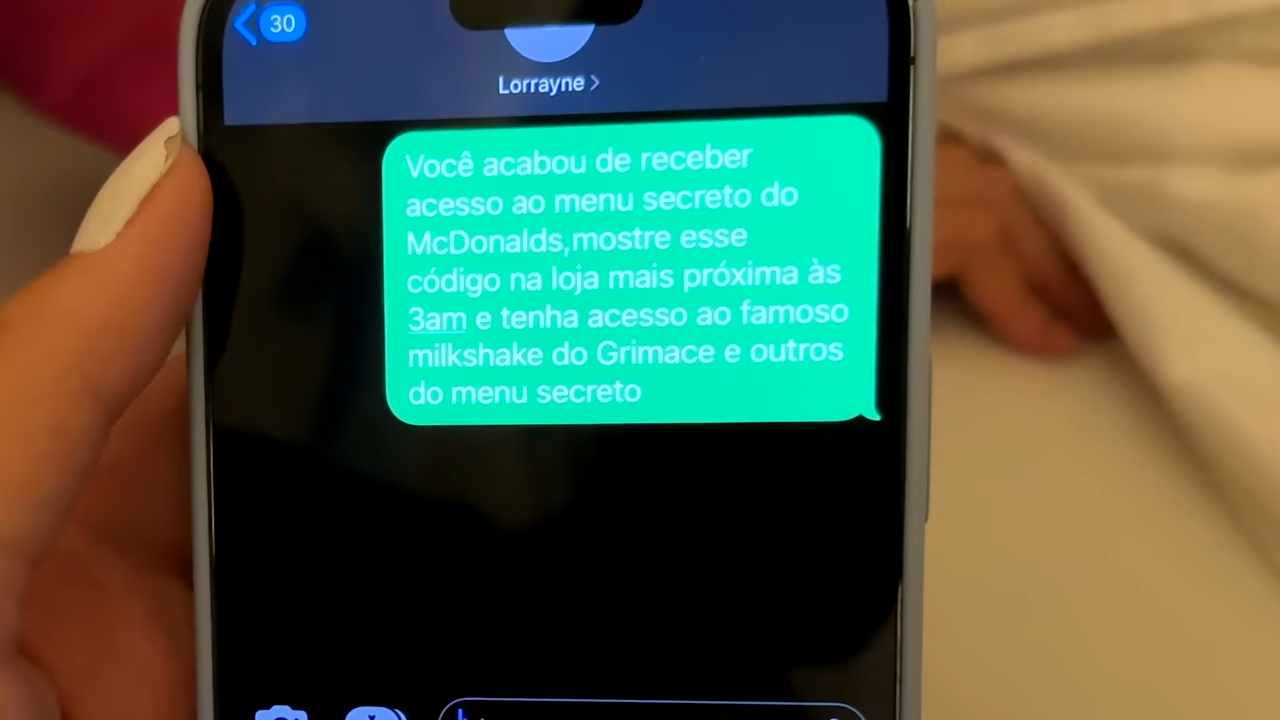 30
Lorrayne >
Você acabou de receber
acesso ao menu secreto do
McDonalds,mostre esse
código na loja mais próxima às
3am e tenha acesso ao famoso
milkshake do Grimace e outros
do menu secreto